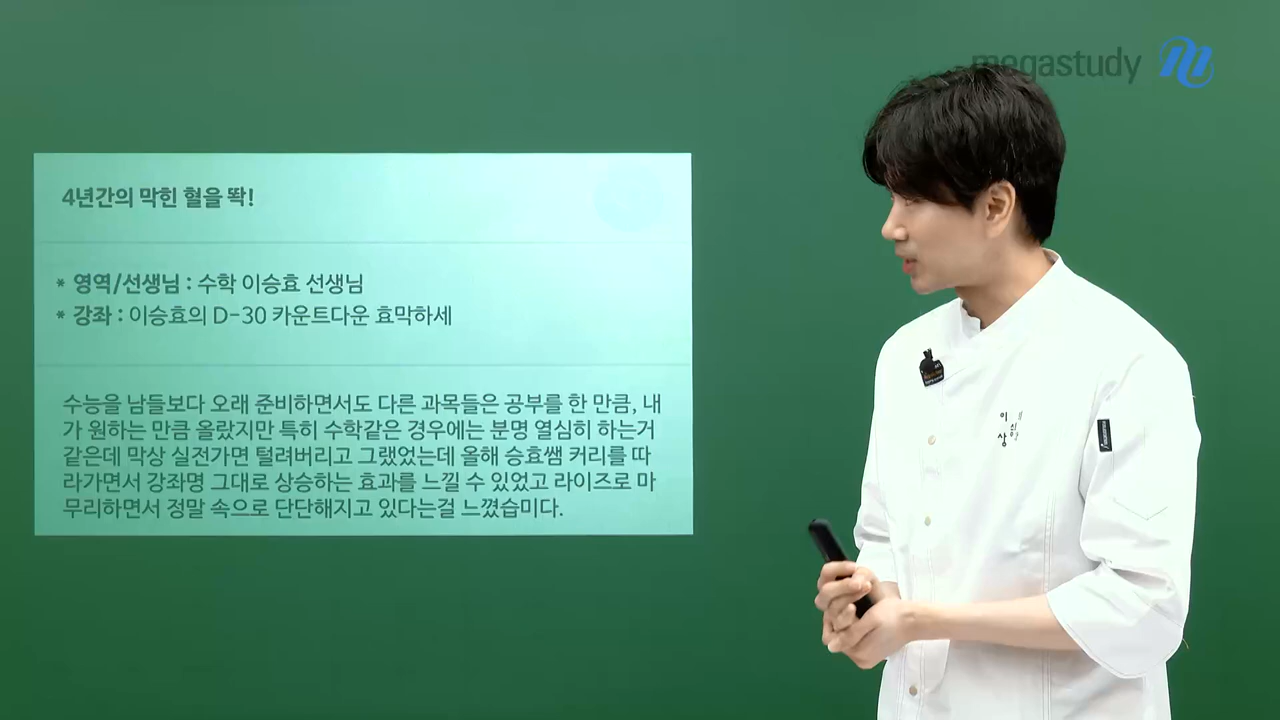 megastudy
4년간의 막힌 혈을 뙄!
* 영역/선생님 : 수학 이승효 선생님
* 강좌 : 이승효의 D-30 카운트다운 효막하세
수능을 남들보다 오래 준비하면서도 다른 과목들은 공부를 한 만큼, 내
가 원하는 만큼 올랐지만 특히 수학같은 경우에는 분명 열심히 하는거
같은데 막상 실전가면 털려버리고 그랬었는데 올해 승효쌤 커리를 따
라가면서 강좌명 그대로 상승하는 효과를 느낄 수 있었고 라이즈로 마
무리하면서 정말 속으로 단단해지고 있다는걸 느꼈습미다.